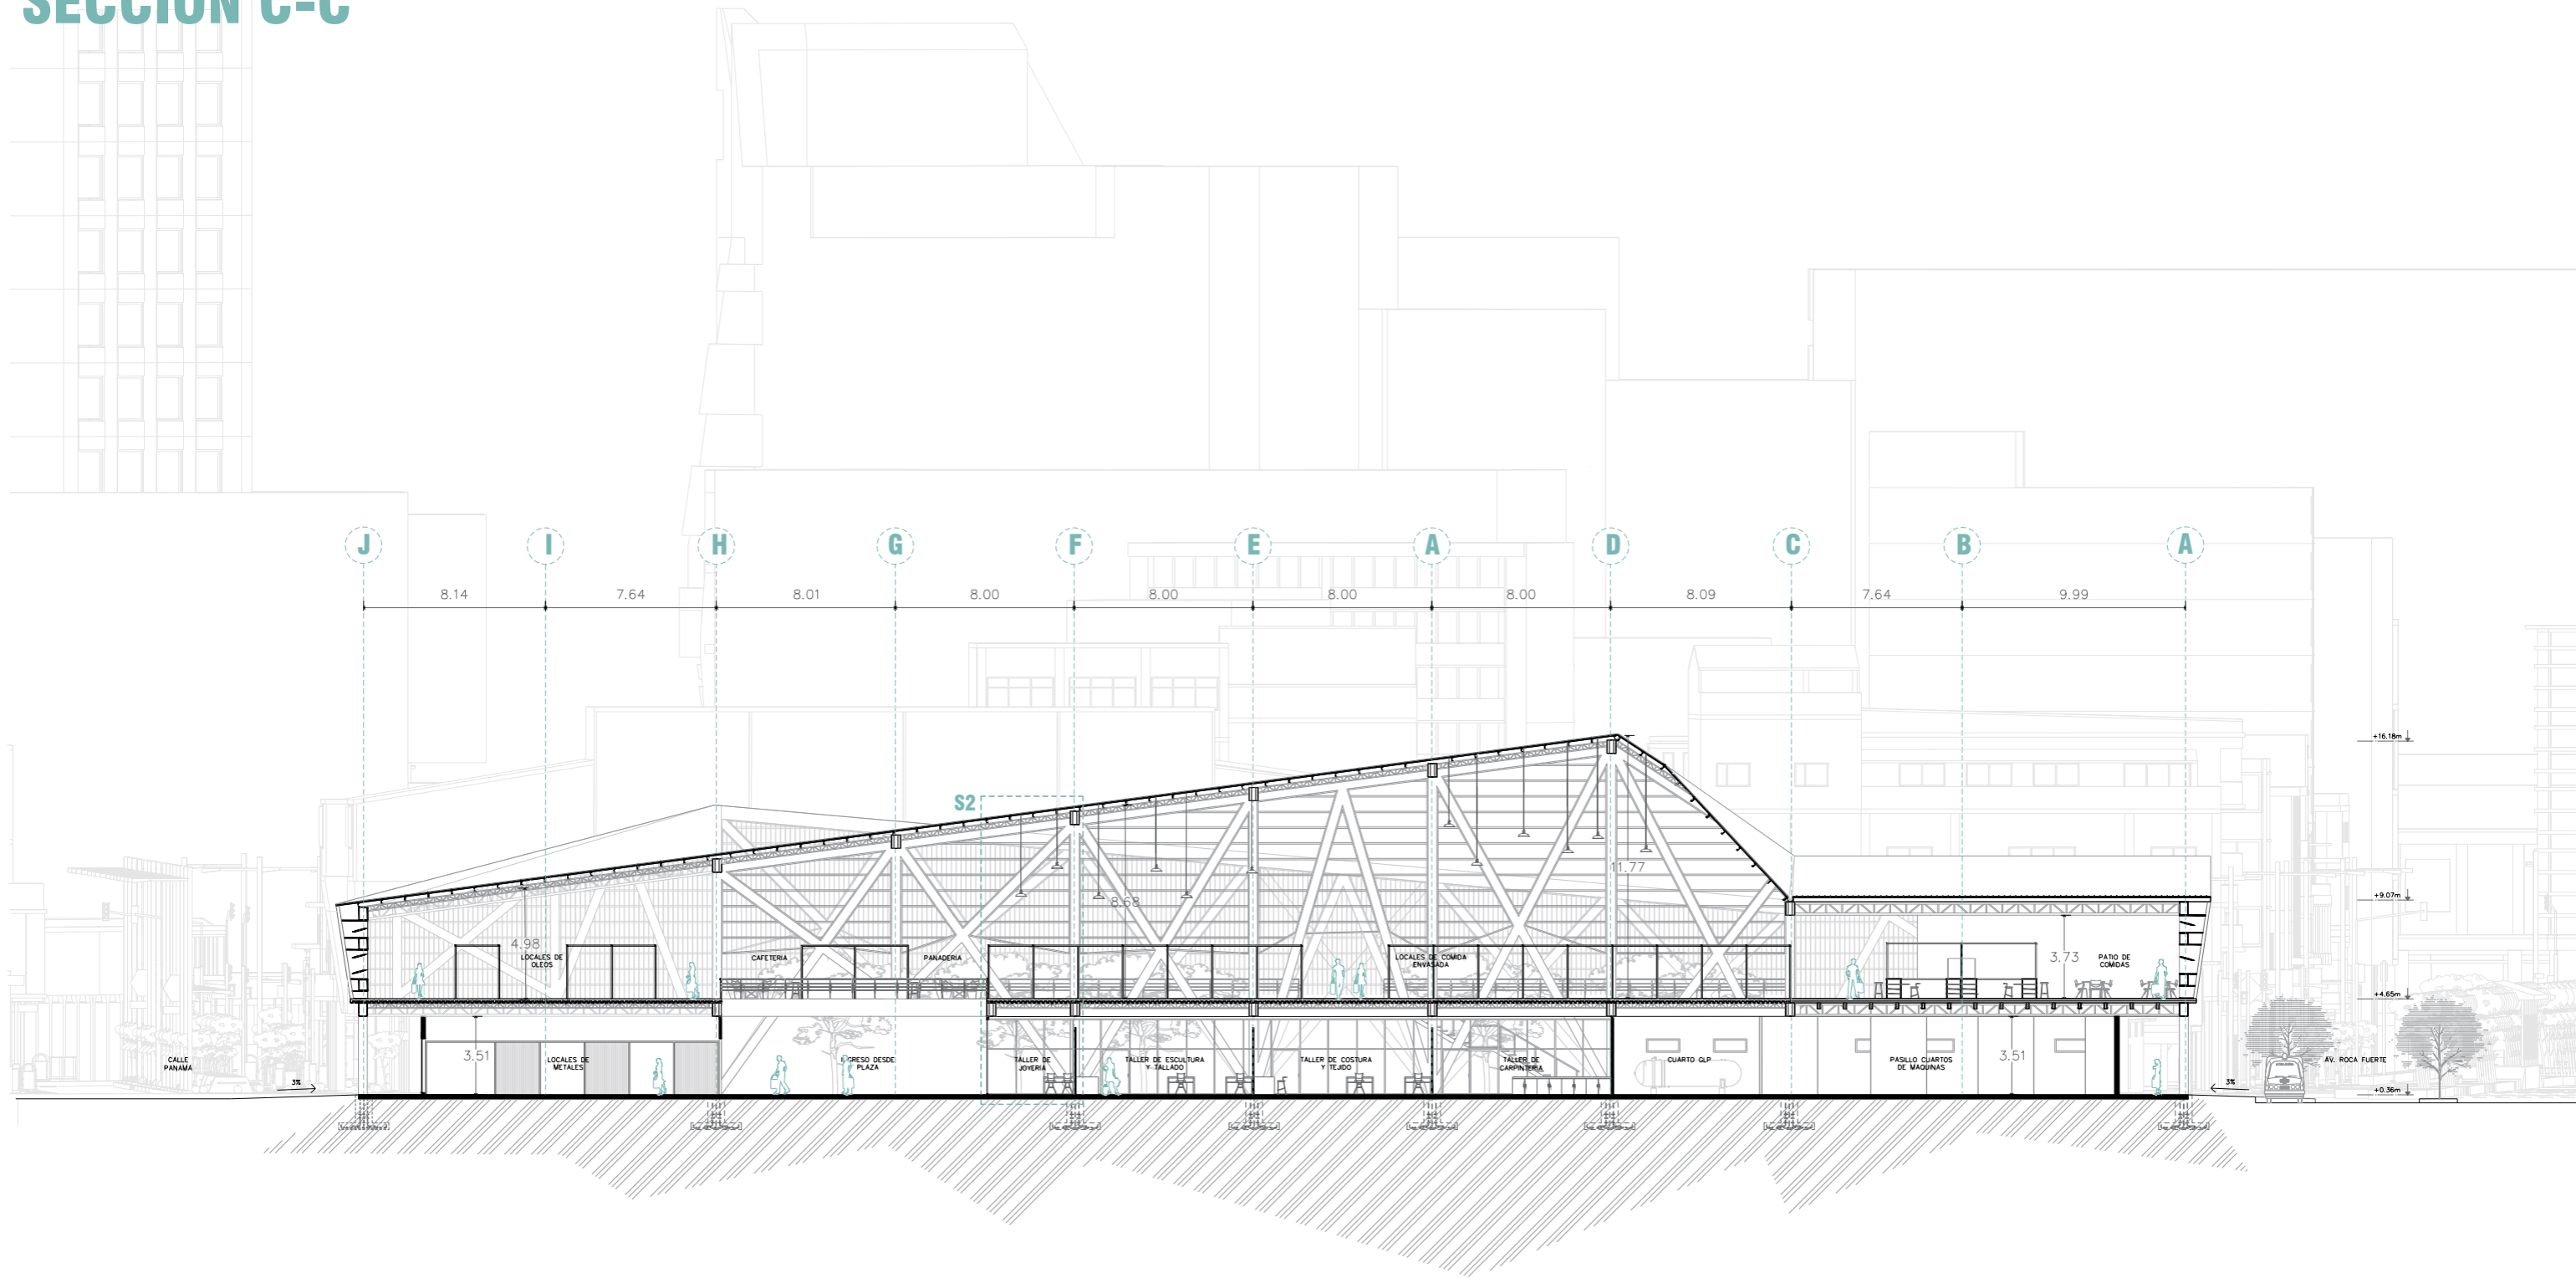 SECCIÓN C-C
J
I
H
G
F
E
A
D
C
B
A
8.14
7.64
8.01
8.00
8.00
8.00
8.00
8.09
7.64
9.99
+16.18m
S2
11.77
8.68
+9.07m
4.98
LOCALES DE
OLEOS
CAFETERIA
PANADERIA
LOCALES DE COMIDA
ENVASADA
3.73
PATIO DE
COMIDAS
+4.65m
CALLE
PANAMÁ
3%
3.51
LOCALES DE
METALES
INGRESO DESDE
PLAZA
TALLER DE
JOYERIA
TALLER DE ESCULTURA
Y TALLADO
TALLER DE COSTURA
Y TEJIDO
TALLER DE
CARPINTERIA
CUARTO GLP
PASILLO CUARTOS
DE MAQUINAS
3.51
3%
AV. ROCA FUERTE
+0.36m